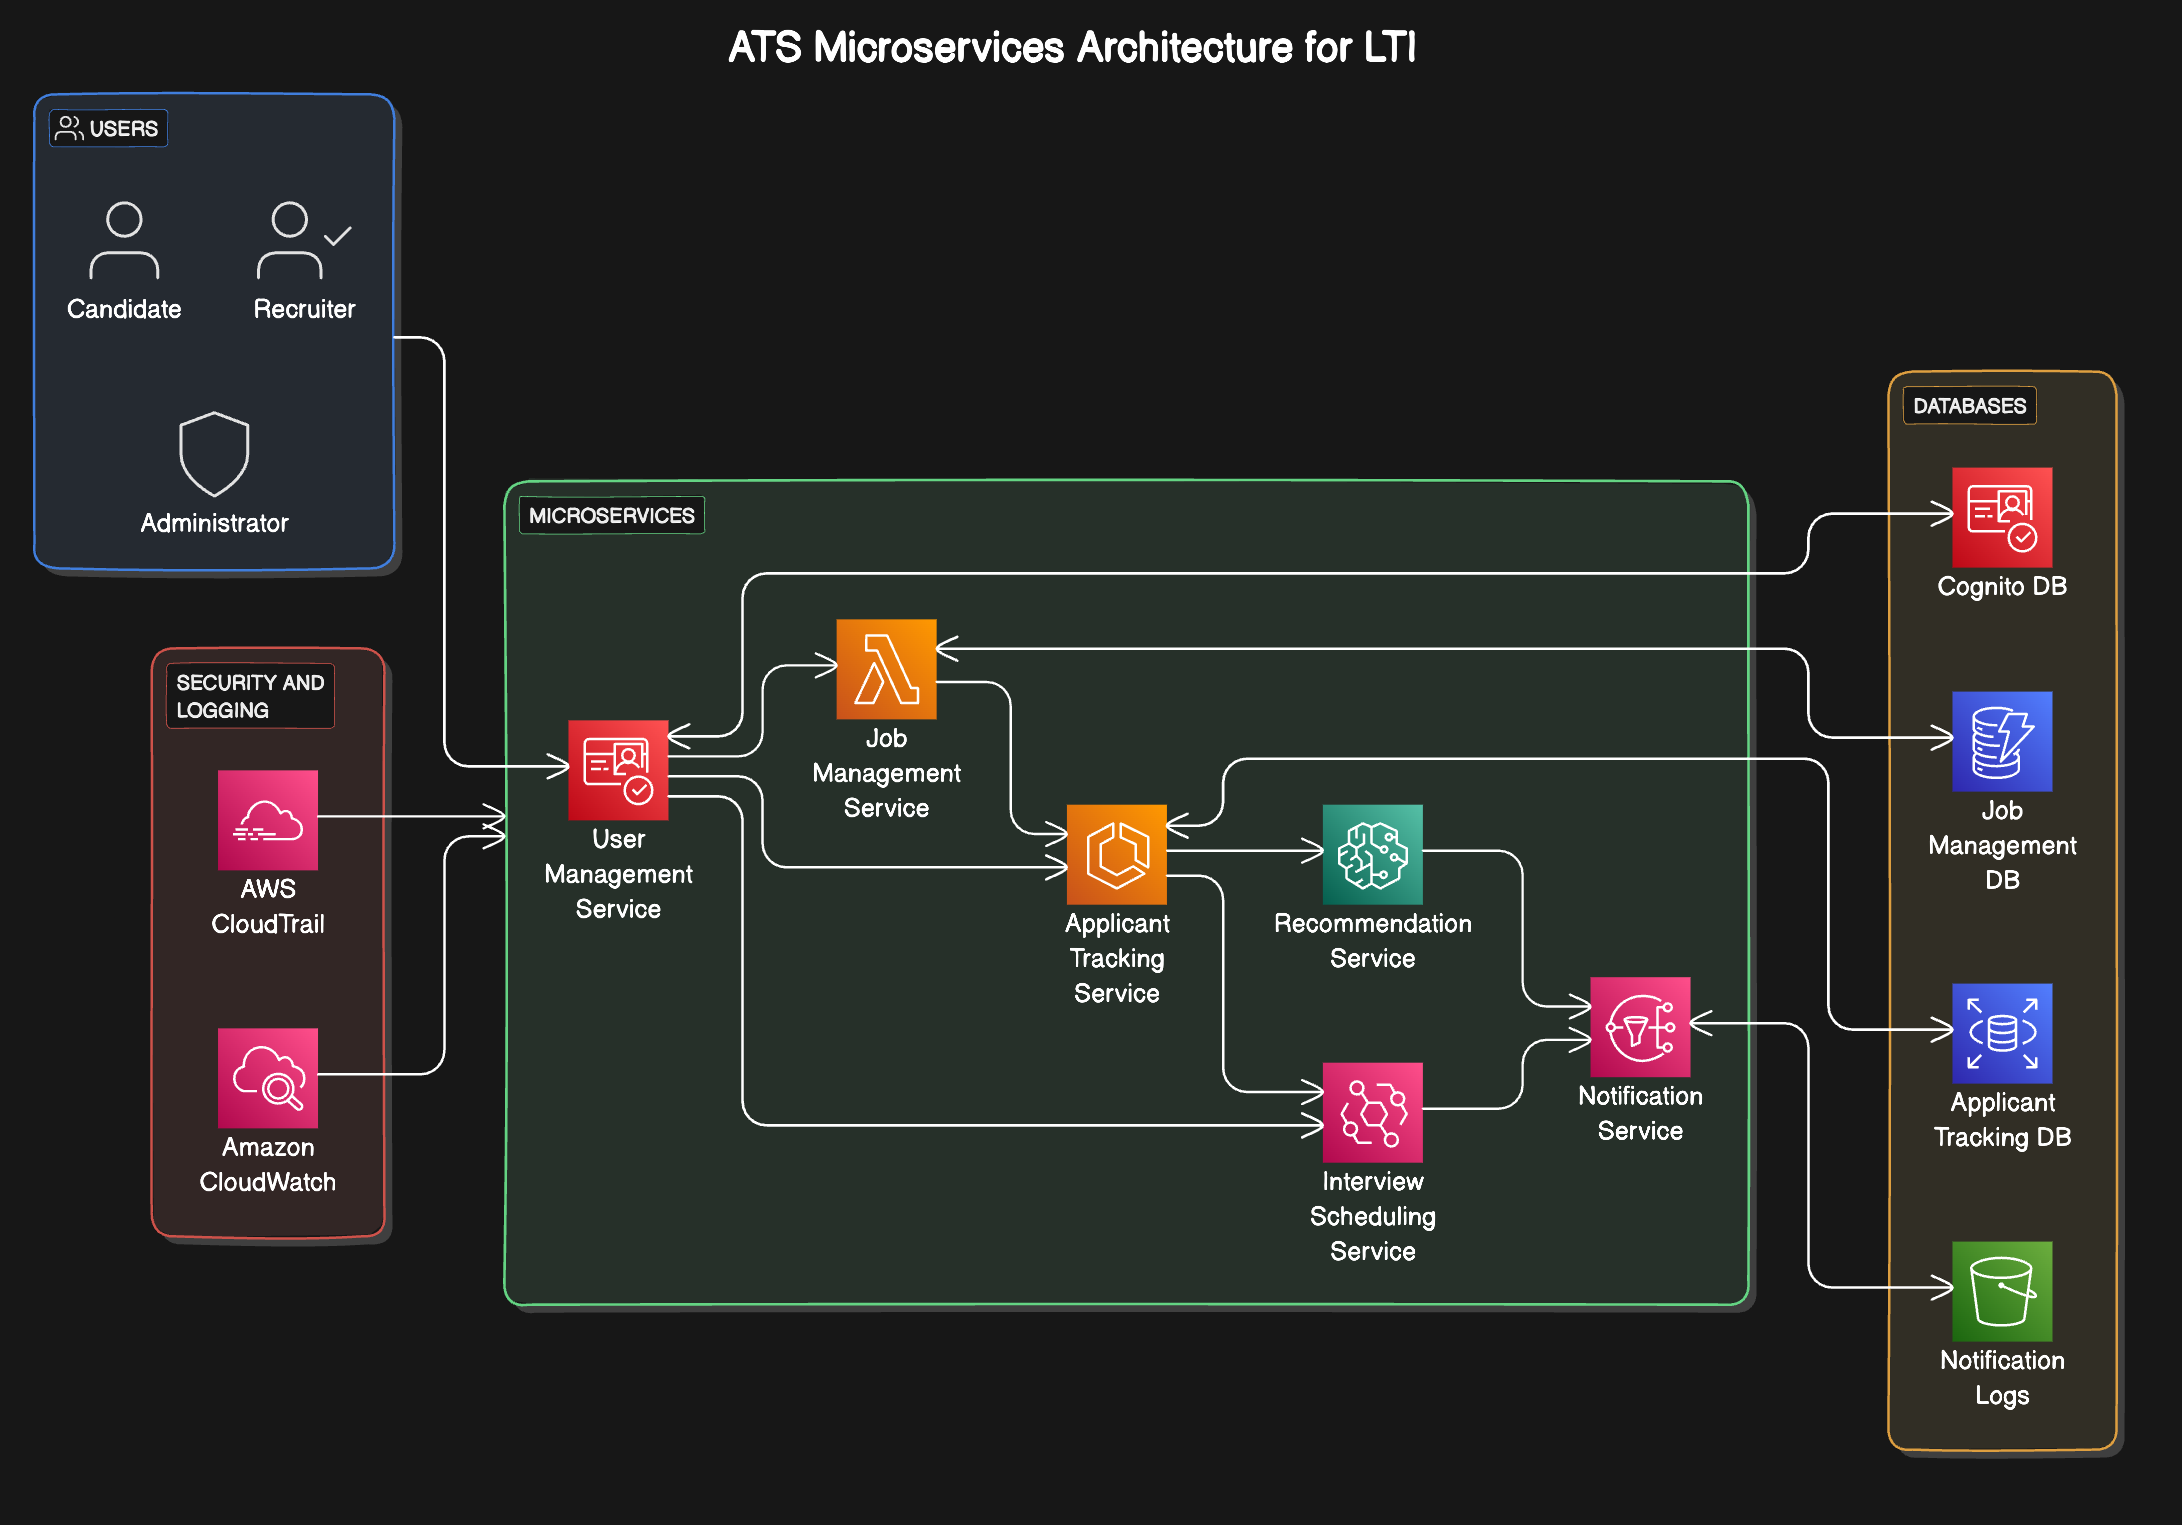 ATS Microservices Architecture for LTI
USERS
Candidate
Recruiter
Administrator
SECURITY AND
LOGGING
AWS
CloudTrail
Amazon
CloudWatch
MICROSERVICES
User
Management
Service
Job
Management
Service
Applicant
Tracking
Service
Recommendation
Service
Interview
Scheduling
Service
Notification
Service
DATABASES
Cognito DB
Job
Management
DB
Applicant
Tracking DB
Notification
Logs